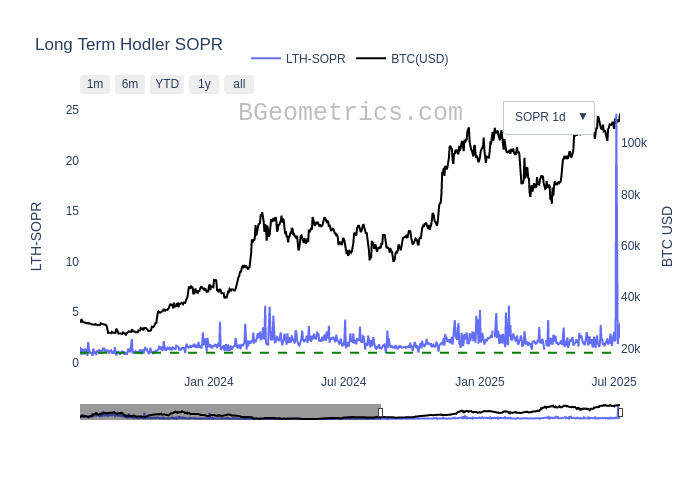 Long Term Hodler SOPR
LTH-SOPR BTC(USD)
1m 6m YTD 1y all
BGeometrics.com
SOPR 1d ▼
25
20
15
10
5
0
LTH-SOPR
100k
80k
60k
40k
20k
BTC USD
Jan 2024 Jul 2024 Jan 2025 Jul 2025